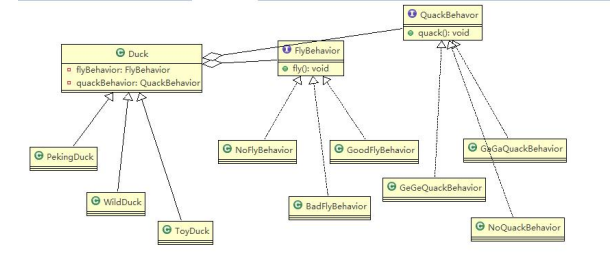 QuackBehavor
quack(): void
FlyBehavior
fly(): void
Duck
flyBehavior: FlyBehavior
quackBehavior: QuackBehavior
PekingDuck
WildDuck
ToyDuck
NoFlyBehavior
GoodFlyBehavior
BadFlyBehavior
GaGaQuackBehavior
GeGeQuackBehavior
NoQuackBehavior